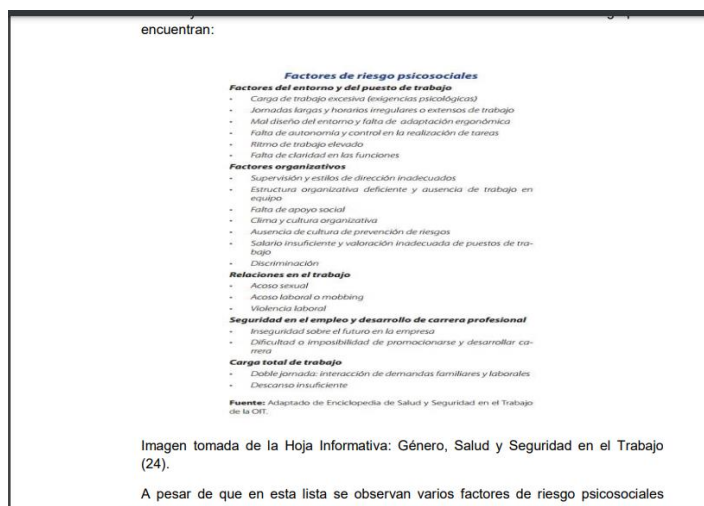 encuentran:
Factores de riesgo psicosociales
Factores del entorno y del puesto de trabajo
- Carga de trabajo excesiva (exigencias psicológicas)
- Jornadas largas y horarios irregulares o extensos de trabajo
- Mal diseño del entorno y falta de adaptación ergonómica
- Falta de autonomía y control en la realización de tareas
- Ritmo de trabajo elevado
- Falta de claridad en las funciones
Factores organizativos
- Supervisión y estilos de dirección inadecuados
- Estructura organizativa deficiente y ausencia de trabajo en
equipo
- Falta de apoyo social
- Clima y cultura organizativa
- Ausencia de cultura de prevención de riesgos
- Salario insuficiente y valoración inadecuada de puestos de tra-
bajo
- Discriminación
Relaciones en el trabajo
- Acoso sexual
- Acoso laboral o mobbing
- Violencia laboral
Seguridad en el empleo y desarrollo de carrera profesional
- Inseguridad sobre el futuro en la empresa
- Dificultad o imposibilidad de promocionarse y desarrollar ca-
rrera
Carga total de trabajo
- Doble jornada: interacción de demandas familiares y laborales
- Descanso insuficiente
Fuente: Adaptado de Enciclopedia de Salud y Seguridad en el Trabajo
de la OIT.
Imagen tomada de la Hoja Informativa: Género, Salud y Seguridad en el Trabajo
(24).
A pesar de que en esta lista se observan varios factores de riesgo psicosociales